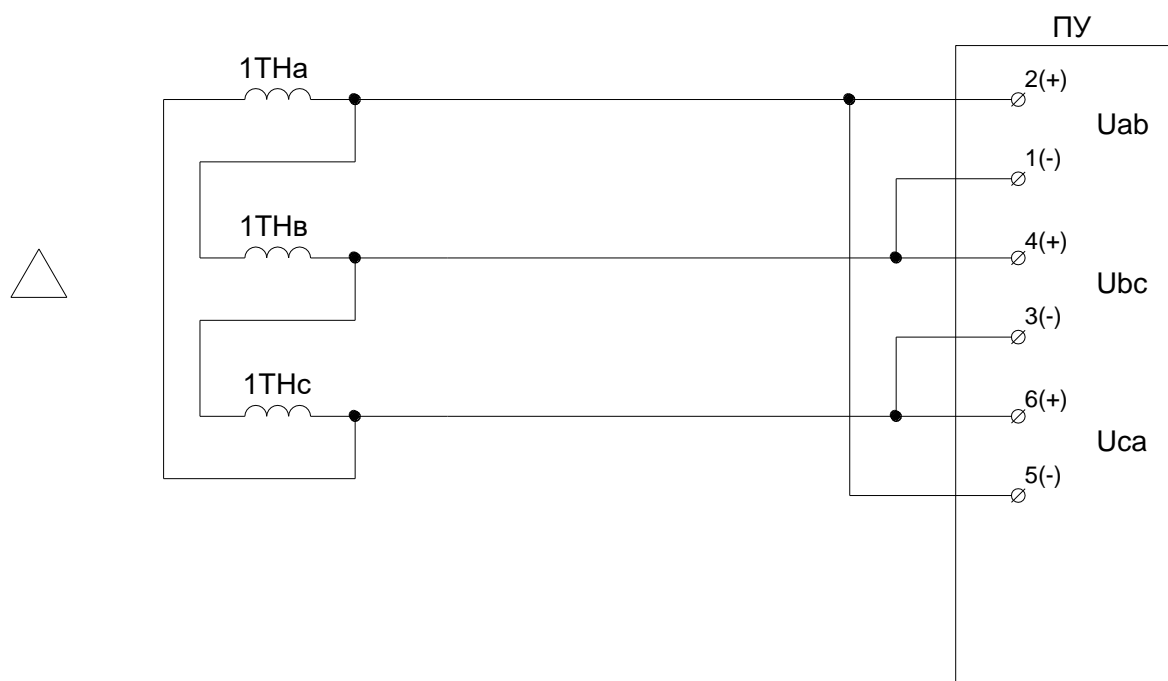 ПУ
1ТНа
2(+)
Uab
1(-)
1ТНв
4(+)
Ubc
3(-)
1ТНс
6(+)
Uca
5(-)